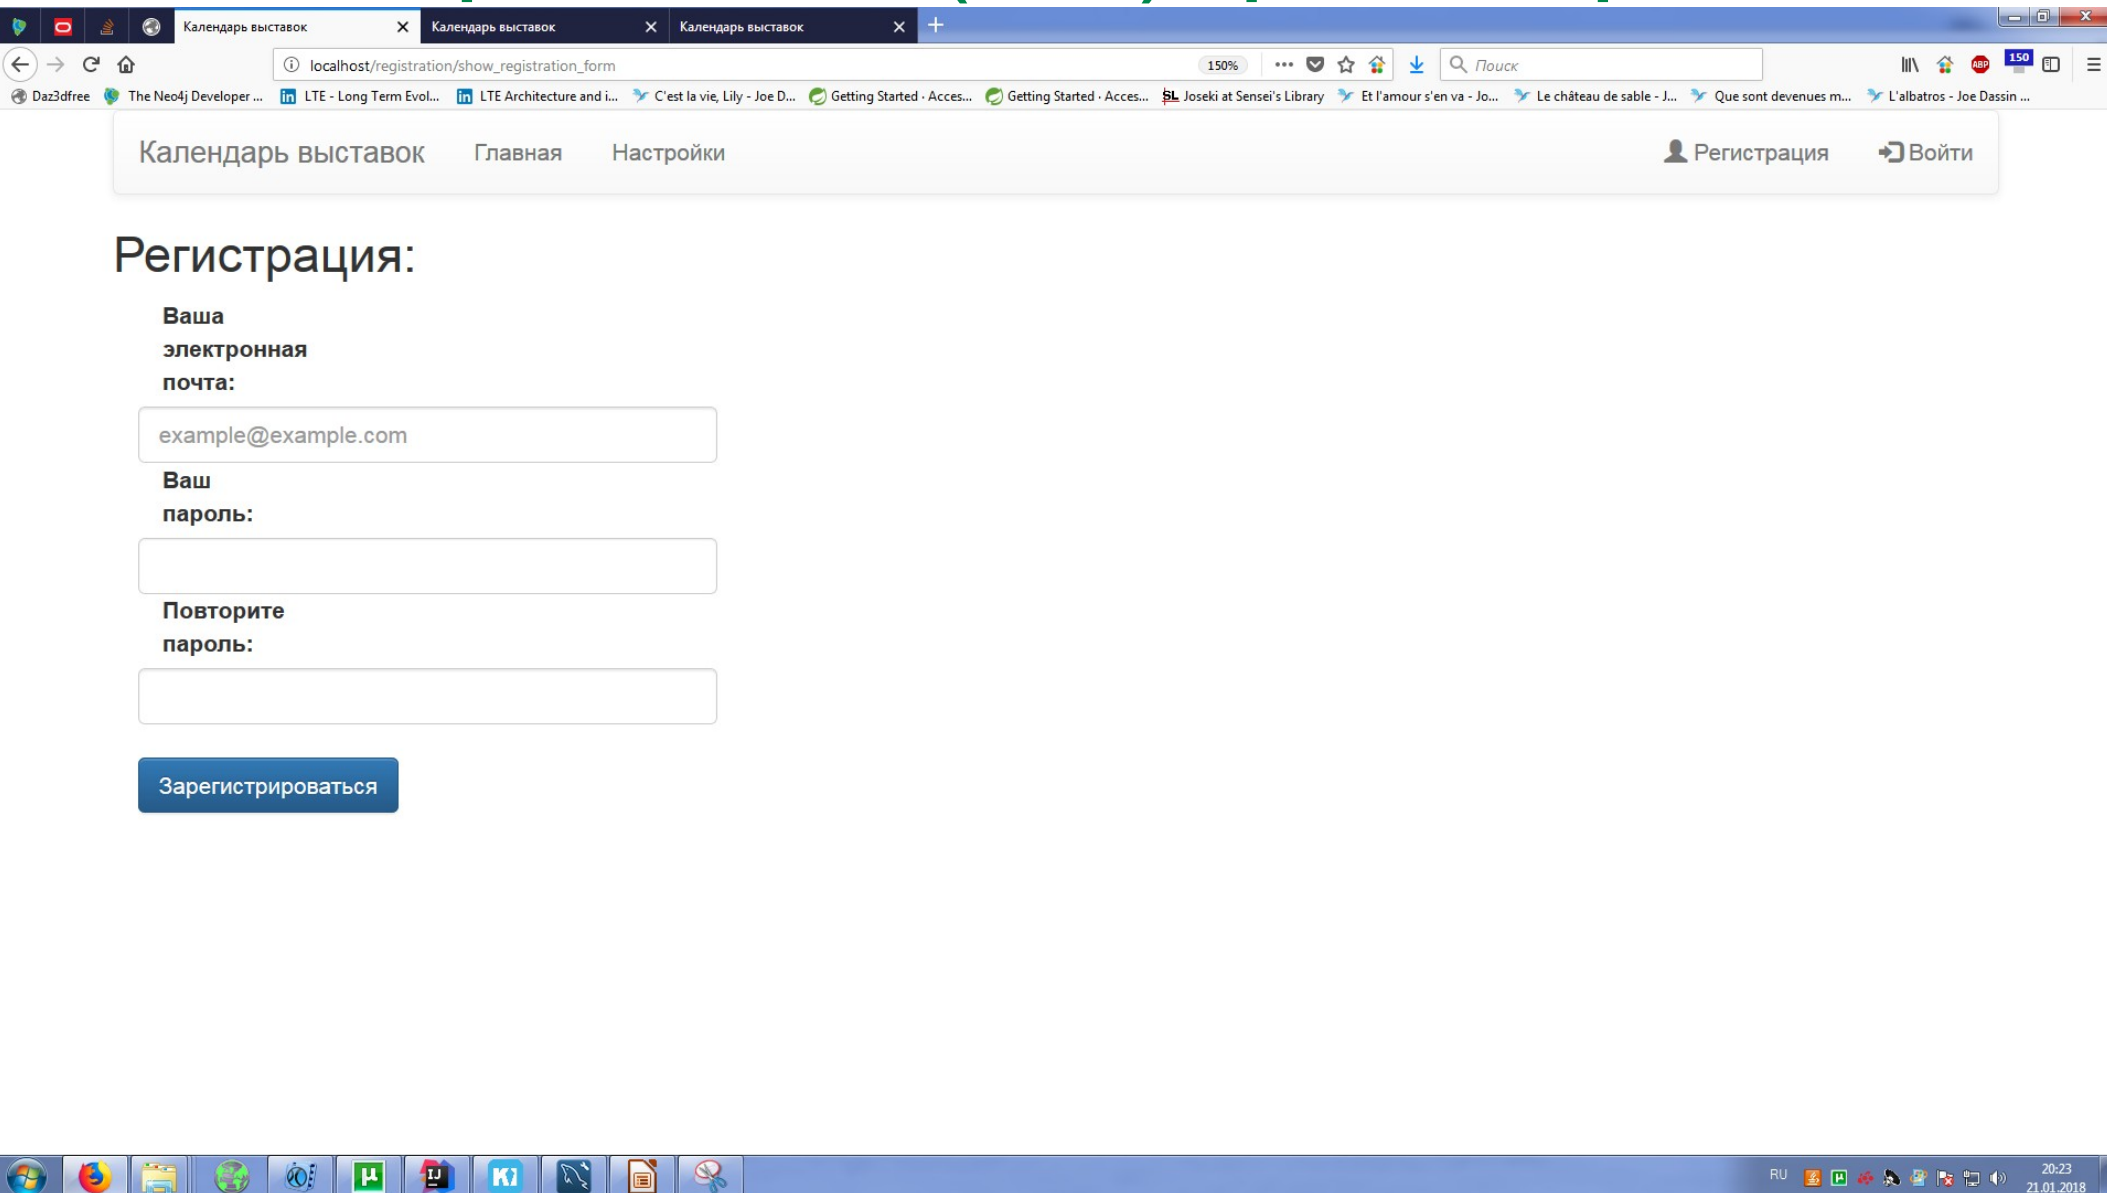 Календарь выставок
Календарь выставок
Календарь выставок
localhost/registration/show_registration_form
150%
Поиск
ABP
150
Daz3dfree
The Neo4j Developer ...
LTE - Long Term Evol...
LTE Architecture and i...
C'est la vie, Lily - Joe D...
Getting Started · Acces...
Getting Started · Acces...
SL Joseki at Sensei's Library
Et l'amour s'en va - Jo...
Le château de sable - J...
Que sont devenues m...
L'albatros - Joe Dassin ...
Календарь выставок
Главная
Настройки
Регистрация
Войти
Регистрация:
Ваша
электронная
почта:
example@example.com
Ваш
пароль:
Повторите
пароль:
Зарегистрироваться
RU
20:23
21.01.2018